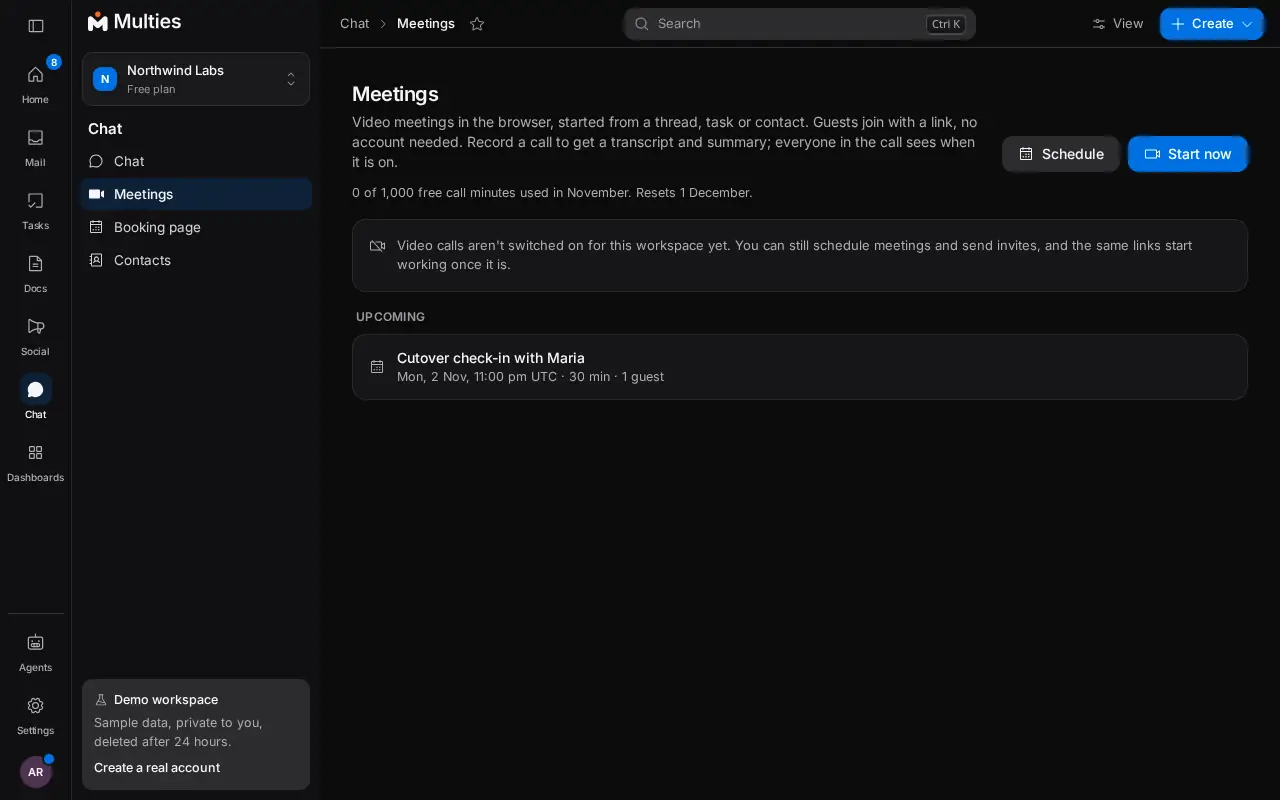 Multies
Northwind Labs
N
Free plan
8
Home
Mail
Tasks
Docs
Social
Chat
Dashboards
Agents
Settings
AR
Chat
Chat
Meetings
Booking page
Contacts
Demo workspace
Sample data, private to you,
deleted after 24 hours.
Create a real account
Chat
Meetings
Search
Ctrl K
View
Create
Meetings
Video meetings in the browser, started from a thread, task or contact. Guests join with a link, no
account needed. Record a call to get a transcript and summary; everyone in the call sees when
it is on.
0 of 1,000 free call minutes used in November. Resets 1 December.
Schedule
Start now
Video calls aren't switched on for this workspace yet. You can still schedule meetings and send invites, and the same links start
working once it is.
UPCOMING
Cutover check-in with Maria
Mon, 2 Nov, 11:00 pm UTC · 30 min · 1 guest